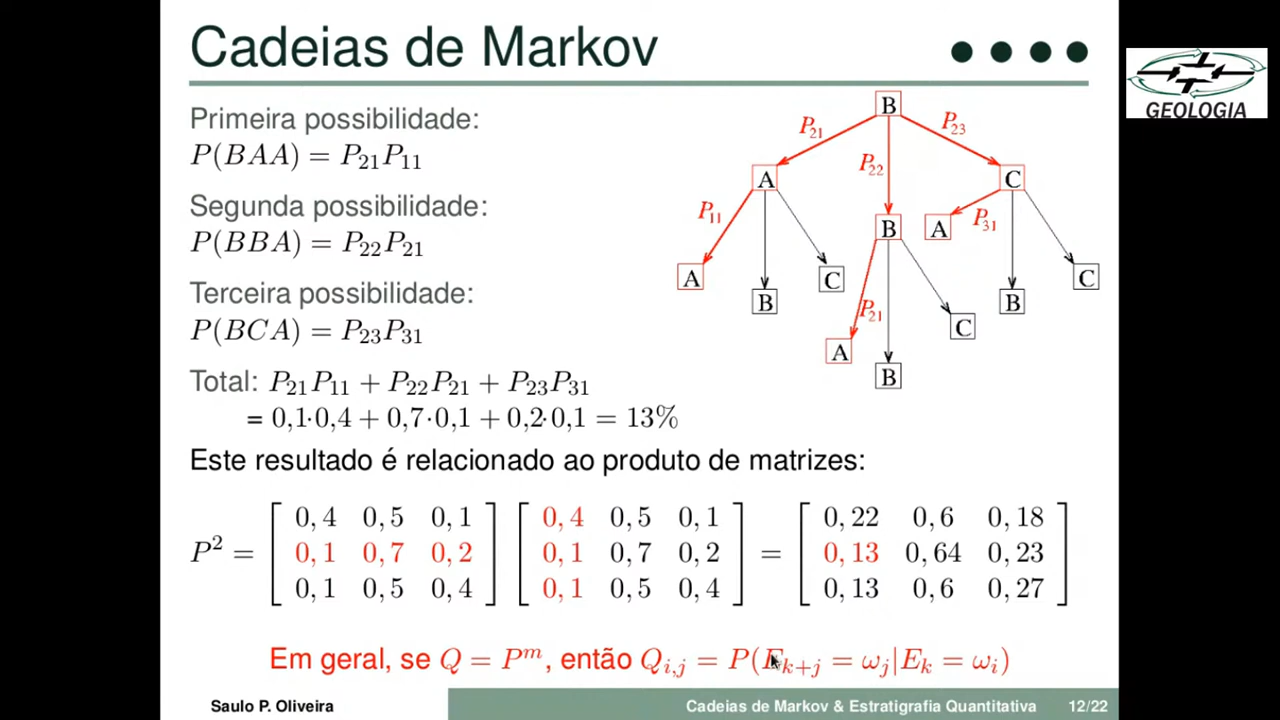 Cadeias de Markov
GEOLOGIA
Primeira possibilidade:
P(BAA) = P₂₁P₁₁
Segunda possibilidade:
P(BBA) = P₂₂P₂₁
Terceira possibilidade:
P(BCA) = P₂₃P₃₁
Total: P₂₁P₁₁ + P₂₂P₂₁ + P₂₃P₃₁
= 0,1·0,4 + 0,7·0,1 + 0,2·0,1 = 13%
B
P₂₁ P₂₂ P₂₃
A C
P₁₁ B A P₃₁
A B C P₂₁ B C
A B C
Este resultado é relacionado ao produto de matrizes:
P² = [ 0,4 0,5 0,1 ] [ 0,4 0,5 0,1 ] = [ 0,22 0,6 0,18 ]
[ 0,1 0,7 0,2 ] [ 0,1 0,7 0,2 ] [ 0,13 0,64 0,23 ]
[ 0,1 0,5 0,4 ] [ 0,1 0,5 0,4 ] [ 0,13 0,6 0,27 ]
Em geral, se Q = Pᵐ, então Qᵢ,ⱼ = P(Eₖ₊ⱼ = ωⱼ|Eₖ = ωᵢ)
Saulo P. Oliveira
Cadeias de Markov & Estratigrafia Quantitativa 12/22